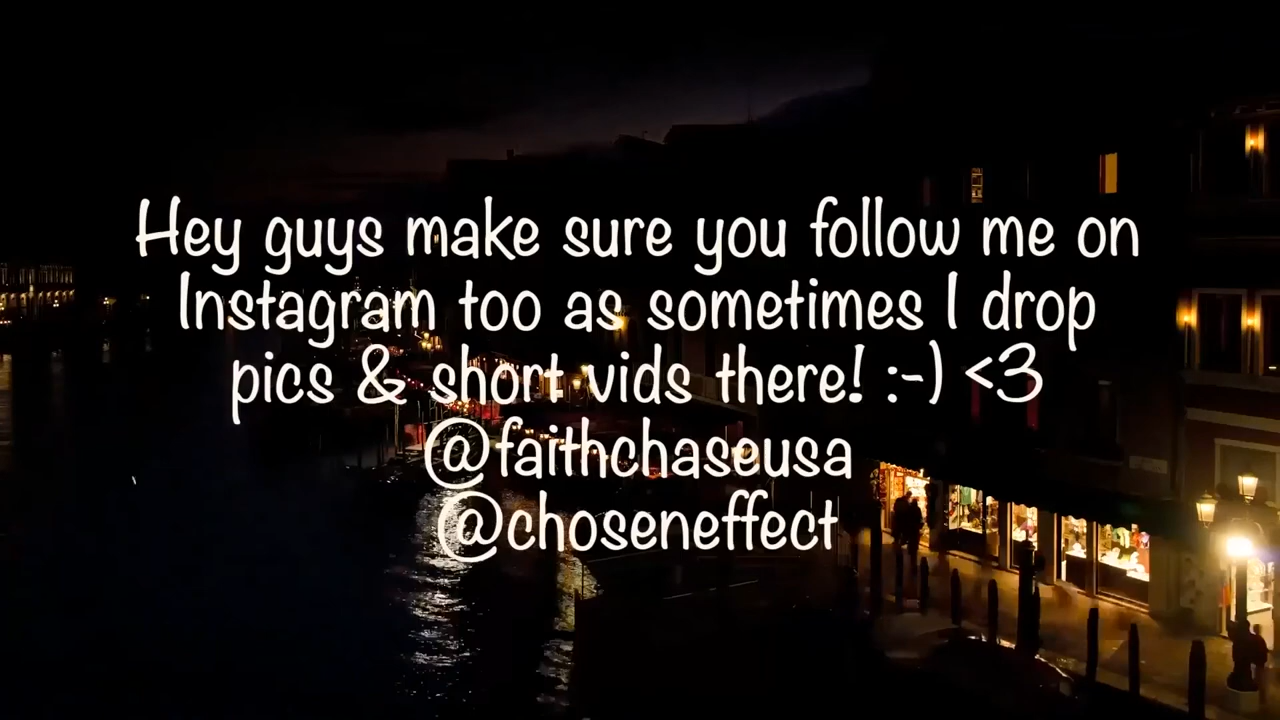 Hey guys make sure you follow me on
Instagram too as sometimes I drop
pics & short vids there! :-) <3
@faithchaseusa
@choseneffect